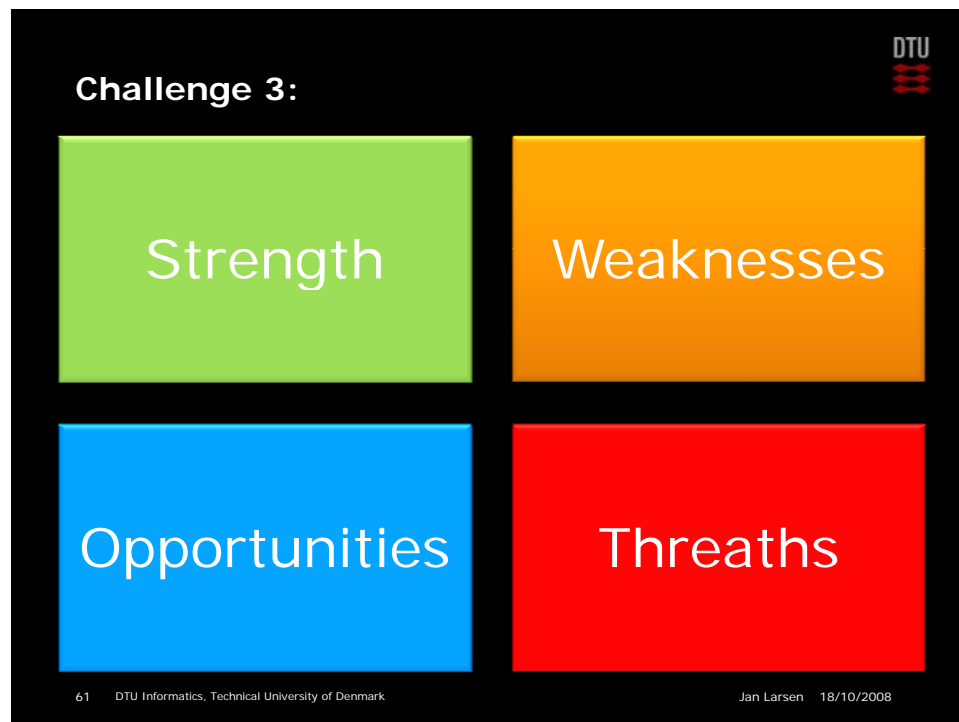 DTU
Challenge 3:
Strength
Weaknesses
Opportunities
Threaths
61 DTU Informatics, Technical University of Denmark Jan Larsen 18/10/2008